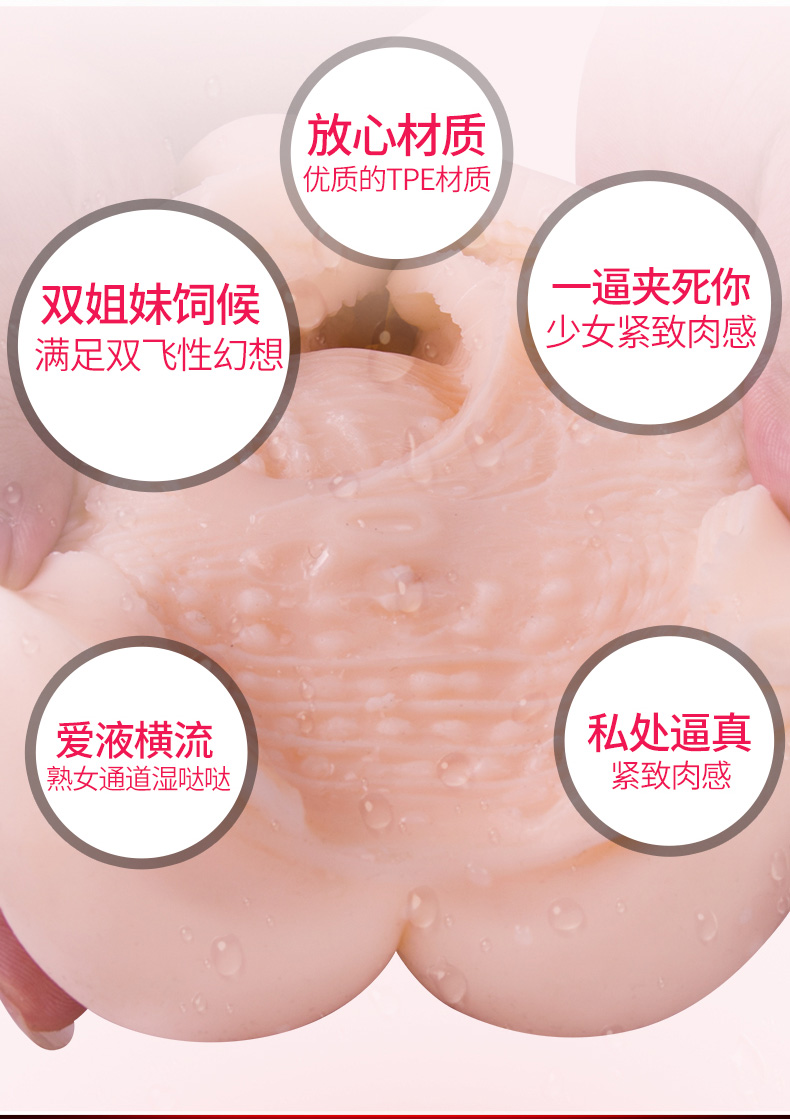 放心材质
优质的TPE材质
双姐妹饲候
满足双飞性幻想
一逼夹死你
少女紧致肉感
爱液横流
熟女通道湿哒哒
私处逼真
紧致肉感